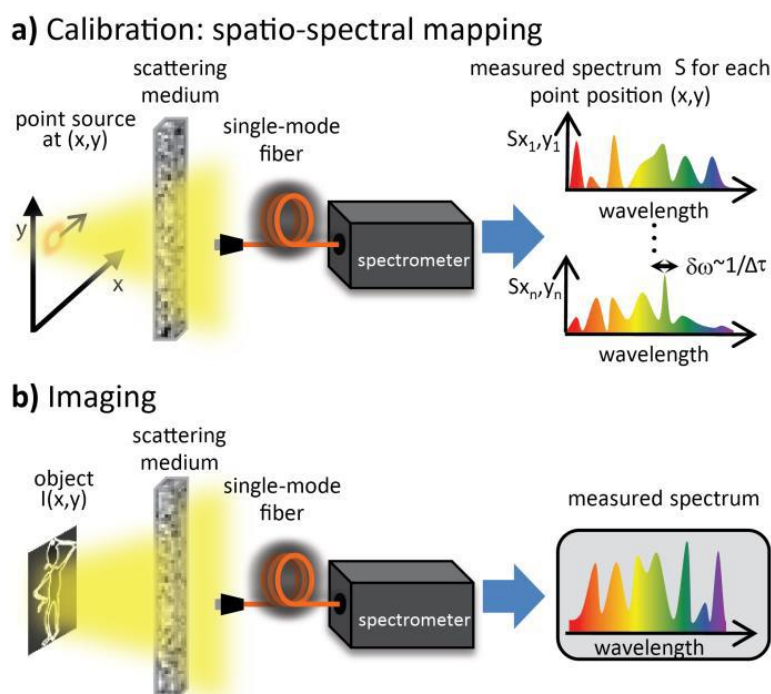 a) Calibration: spatio-spectral mapping
scattering
medium
point source
at (x,y)
single-mode
fiber
y
x
spectrometer
measured spectrum S for each
point position (x,y)
Sx₁,y₁
wavelength
δω~1/Δτ
Sxₙ,yₙ
wavelength
b) Imaging
scattering
medium
object
I(x,y)
single-mode
fiber
spectrometer
measured spectrum
wavelength